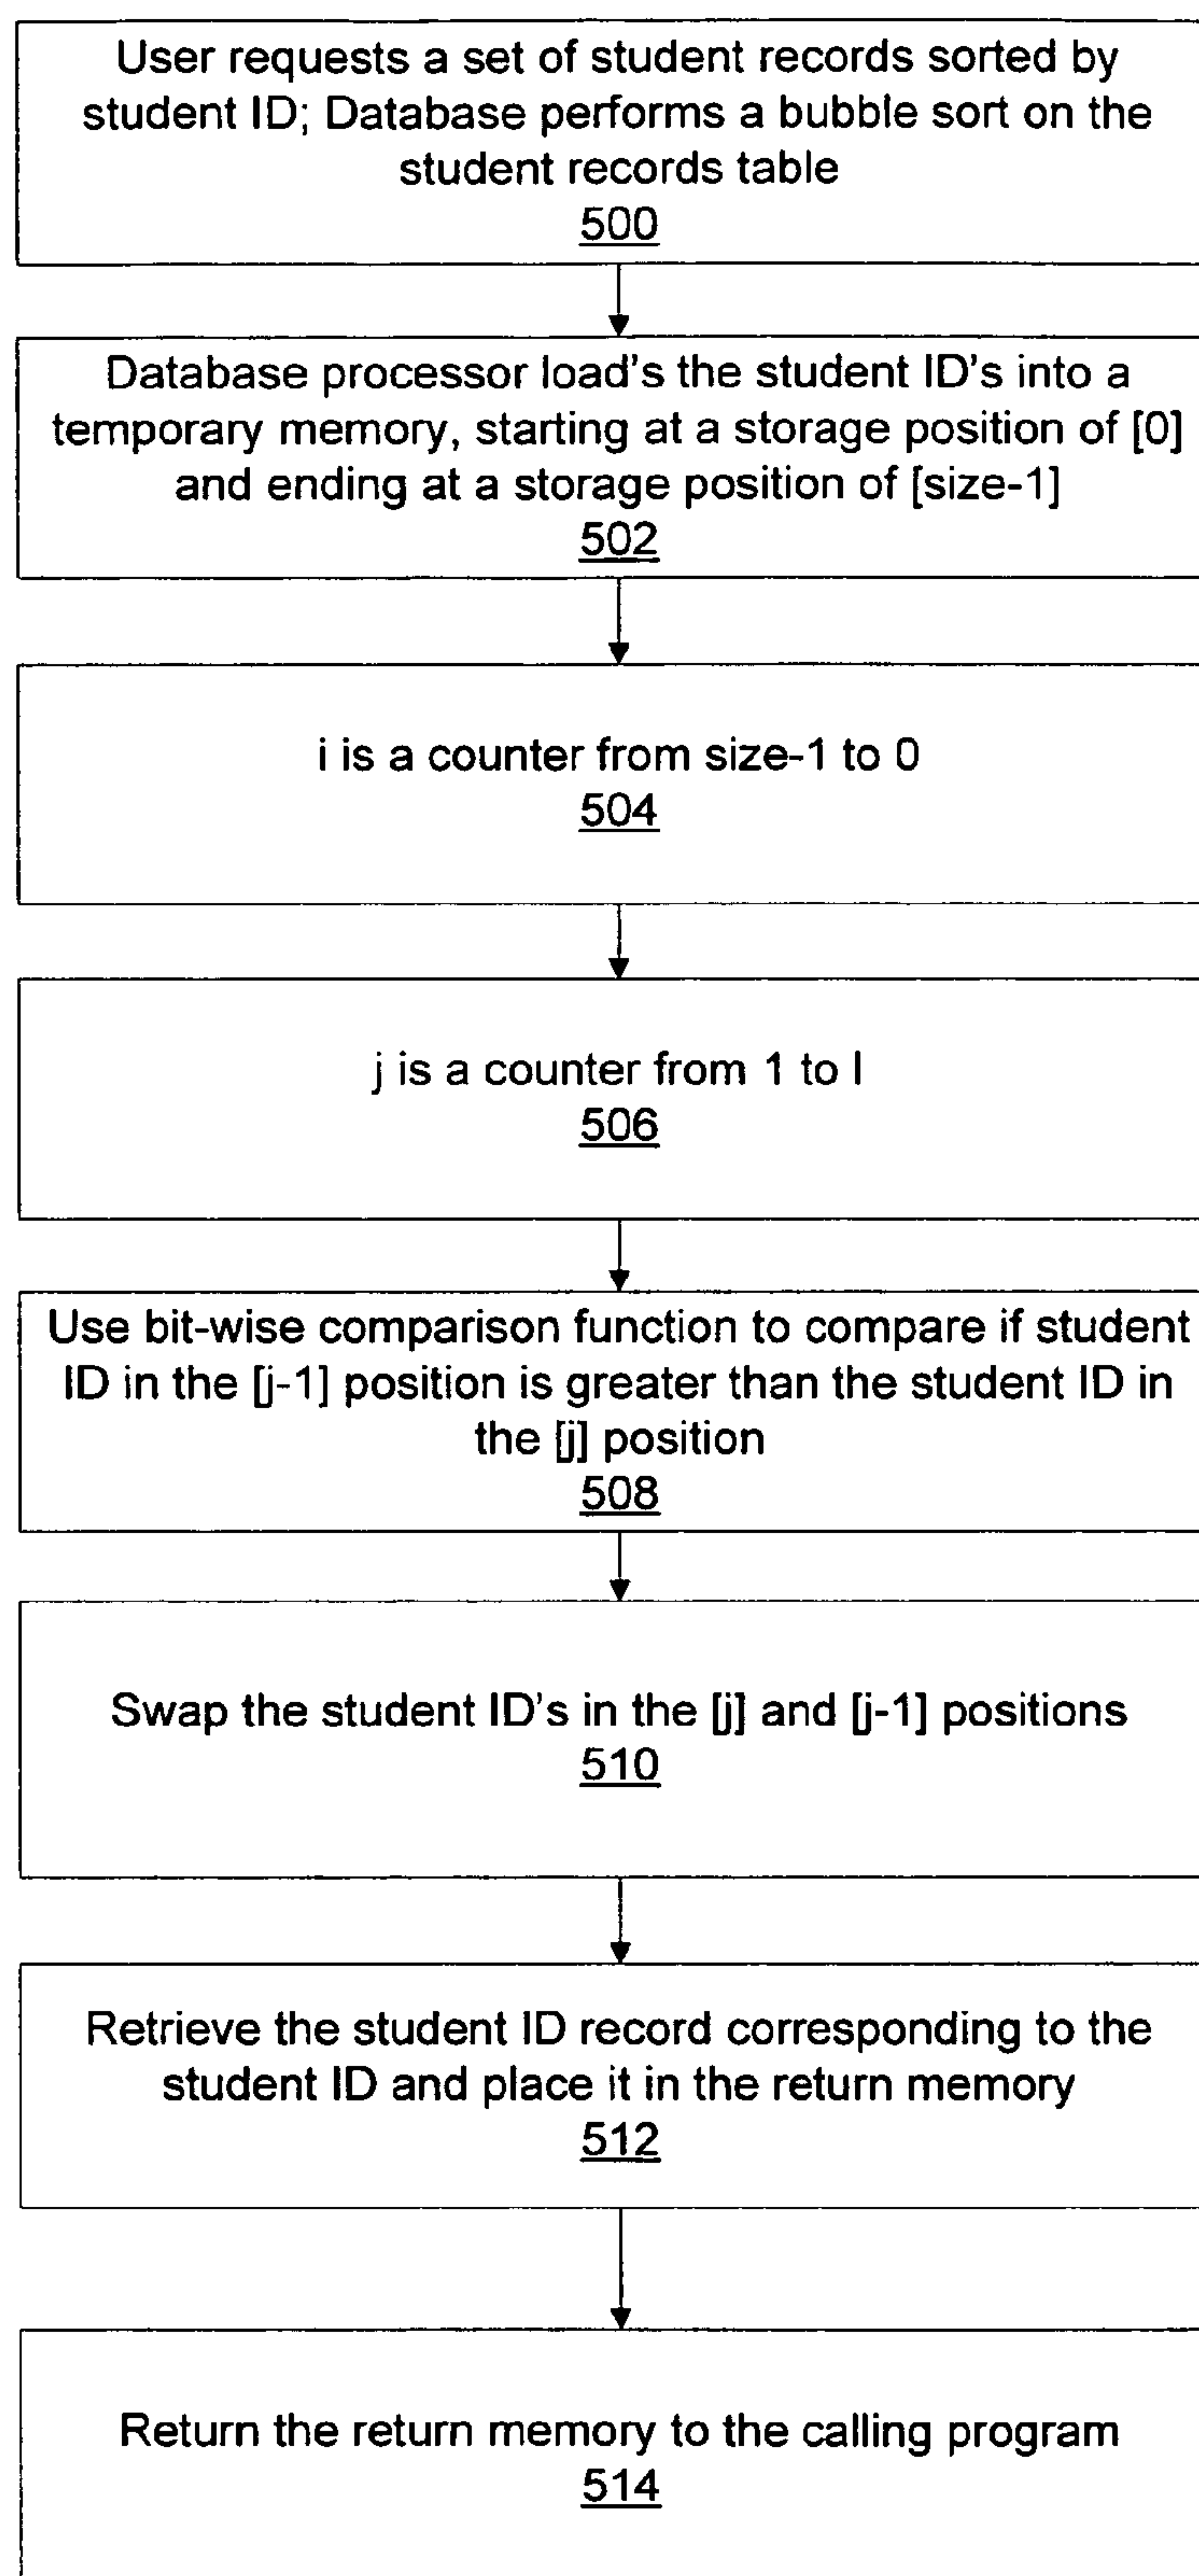 User requests a set of student records sorted by
student ID; Database performs a bubble sort on the
student records table
500
Database processor load's the student ID's into a
temporary memory, starting at a storage position of [0]
and ending at a storage position of [size-1]
502
i is a counter from size-1 to 0
504
j is a counter from 1 to I
506
Use bit-wise comparison function to compare if student
ID in the [j-1] position is greater than the student ID in
the [j] position
508
Swap the student ID's in the [j] and [j-1] positions
510
Retrieve the student ID record corresponding to the
student ID and place it in the return memory
512
Return the return memory to the calling program
514